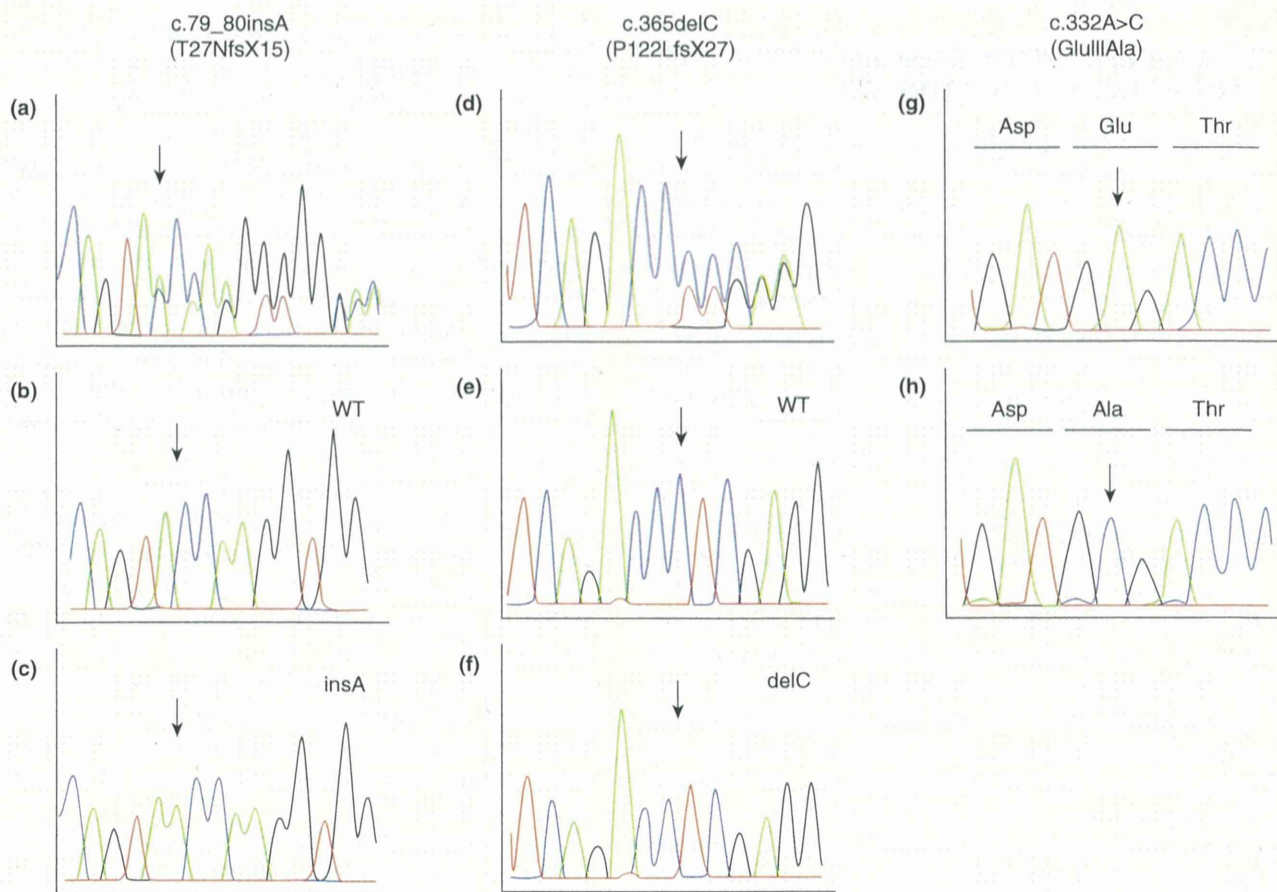 c.79_80insA
(T27NfsX15)
c.365delC
(P122LfsX27)
c.332A>C
(GluIIIAla)
(a)
(d)
(g)
Asp Glu Thr
(b)
WT
(e)
WT
(h)
Asp Ala Thr
(c)
insA
(f)
delC